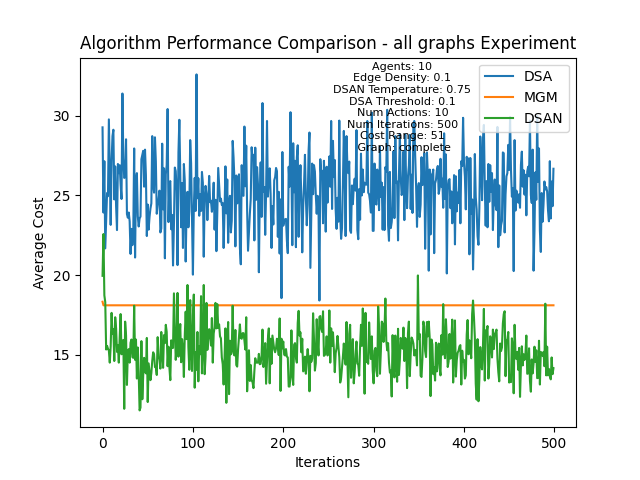 Algorithm Performance Comparison - all graphs Experiment
Agents: 10
Edge Density: 0.1
DSAN Temperature: 0.75
DSA Threshold: 0.1
Num Actions: 10
Num Iterations: 500
Cost Range: 51
Graph: complete
DSA
MGM
DSAN
Average Cost
30
25
20
15
0
100
200
300
400
500
Iterations